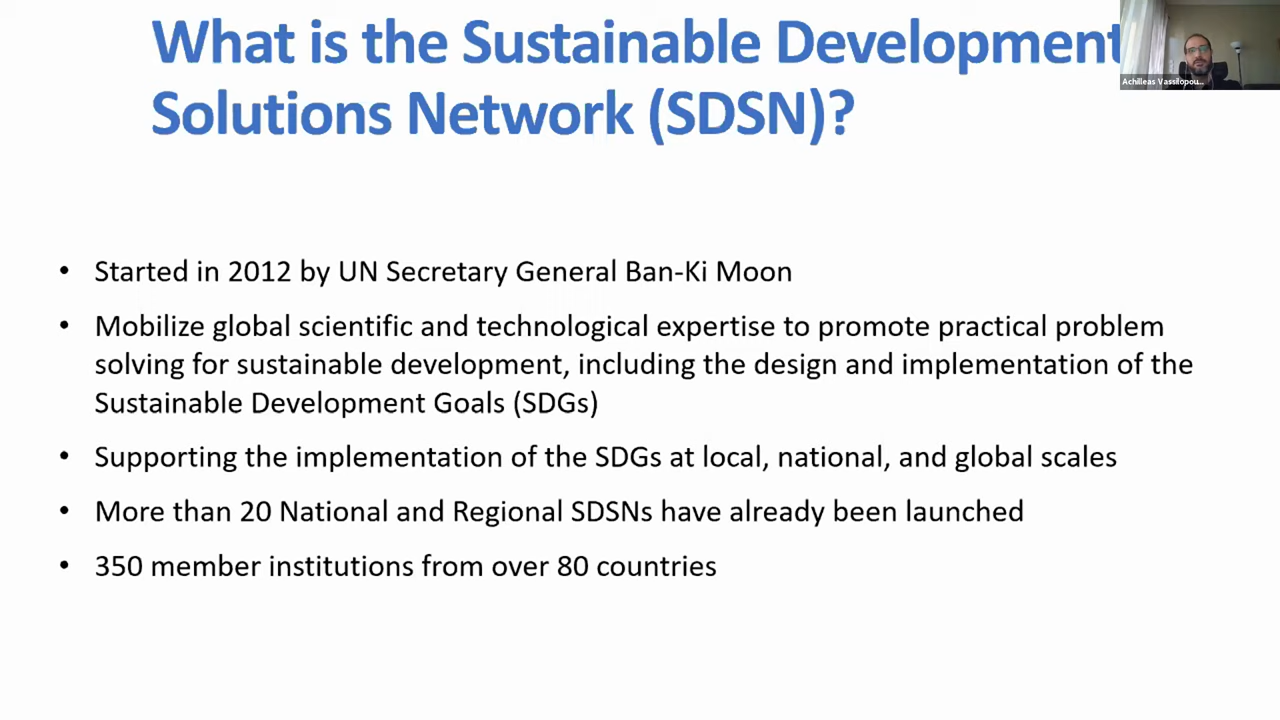 What is the Sustainable Development
Solutions Network (SDSN)?
Achilleas Vassilopou...
• Started in 2012 by UN Secretary General Ban-Ki Moon
• Mobilize global scientific and technological expertise to promote practical problem
solving for sustainable development, including the design and implementation of the
Sustainable Development Goals (SDGs)
• Supporting the implementation of the SDGs at local, national, and global scales
• More than 20 National and Regional SDSNs have already been launched
• 350 member institutions from over 80 countries